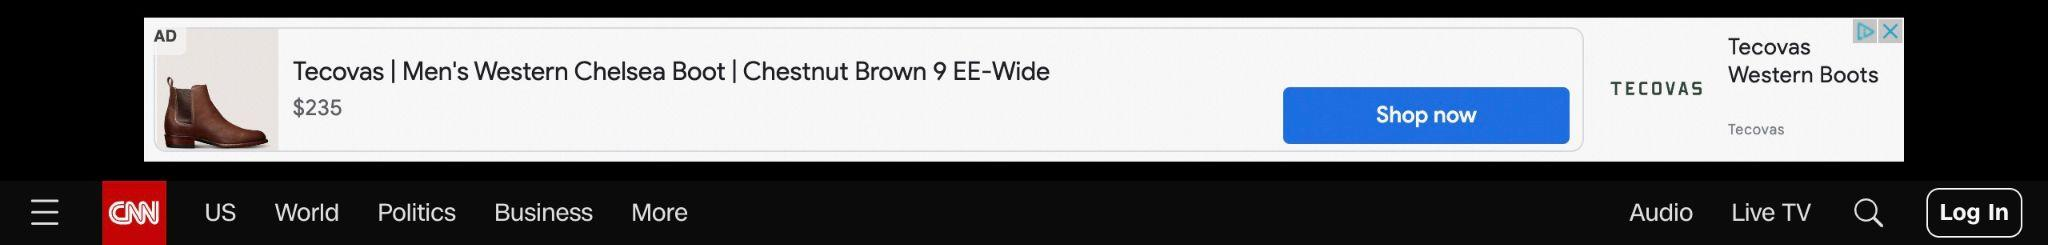 AD
Tecovas | Men's Western Chelsea Boot | Chestnut Brown 9 EE-Wide
$235
Shop now
TECOVAS
Tecovas
Western Boots
Tecovas
CNN US World Politics Business More Audio Live TV Log In